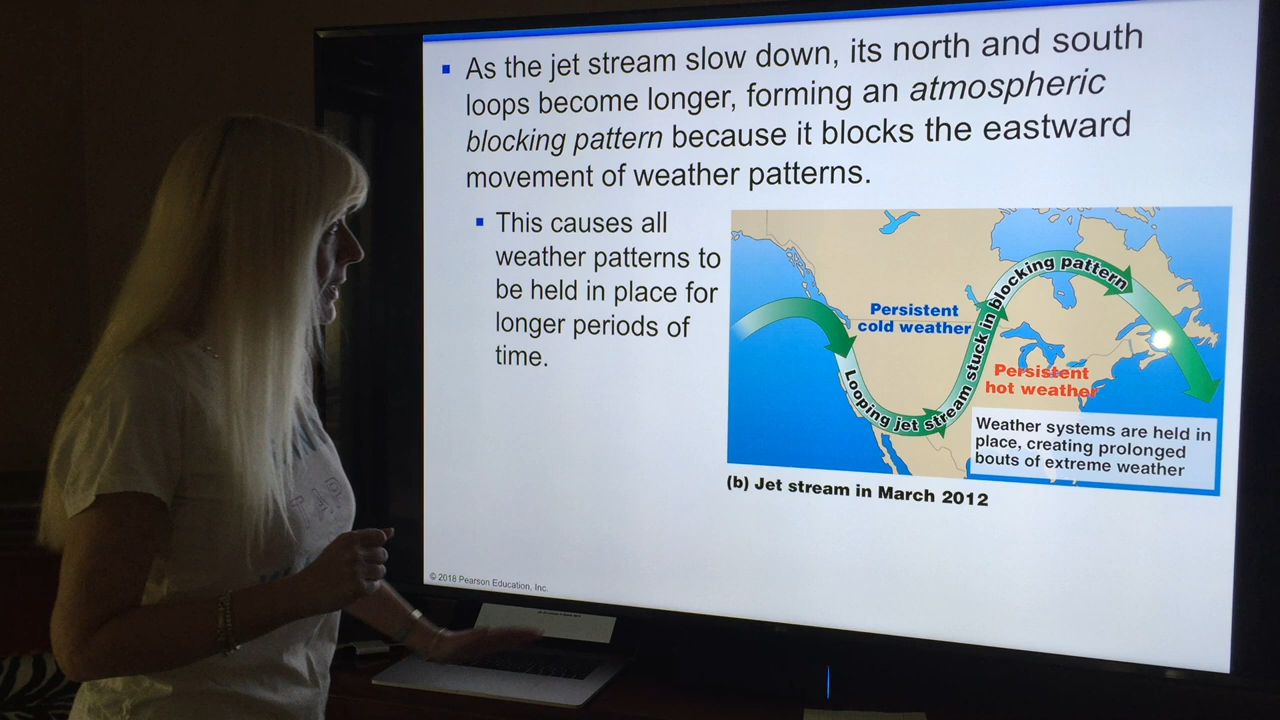 As the jet stream slow down, its north and south
loops become longer, forming an atmospheric
blocking pattern because it blocks the eastward
movement of weather patterns.
This causes all
weather patterns to
be held in place for
longer periods of
time.
Persistent
cold weather
Looping jet stream stuck in blocking pattern
Persistent
hot weather
Weather systems are held in
place, creating prolonged
bouts of extreme weather
(b) Jet stream in March 2012
© 2018 Pearson Education, Inc.